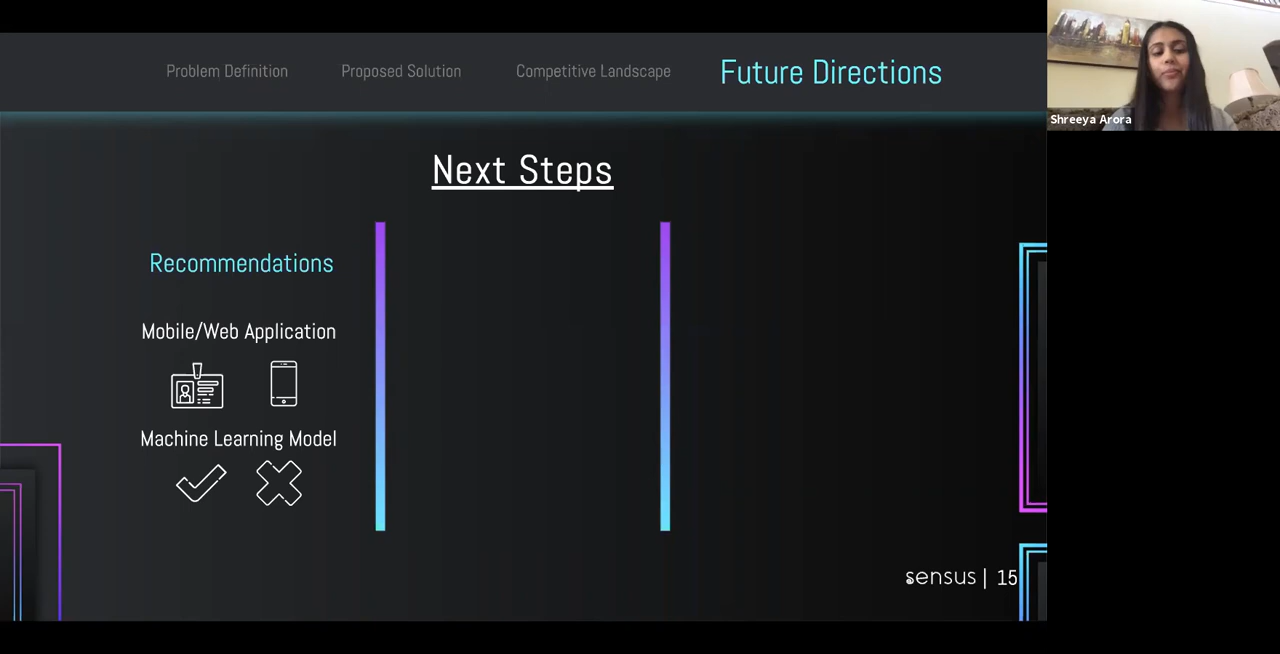 Problem Definition Proposed Solution Competitive Landscape Future Directions
Shreeya Arora
Next Steps
Recommendations
Mobile/Web Application
Machine Learning Model
sensus | 15